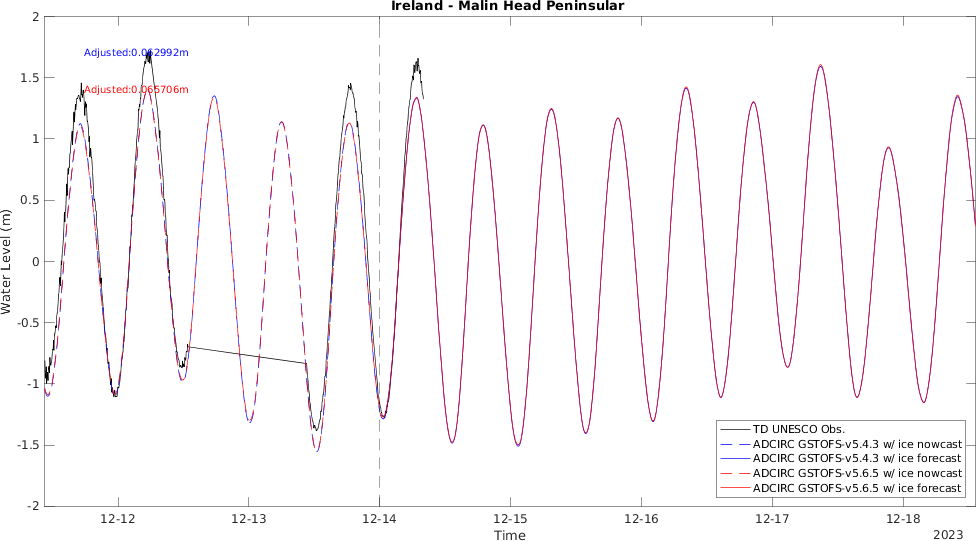 Ireland - Malin Head Peninsular
2
1.5
1
0.5
0
-0.5
-1
-1.5
-2
Water Level (m)
Adjusted:0.062992m
Adjusted:0.065706m
TD UNESCO Obs.
ADCIRC GSTOFS-v5.4.3 w/ ice nowcast
ADCIRC GSTOFS-v5.4.3 w/ ice forecast
ADCIRC GSTOFS-v5.6.5 w/ ice nowcast
ADCIRC GSTOFS-v5.6.5 w/ ice forecast
12-12 12-13 12-14 12-15 12-16 12-17 12-18
Time
2023